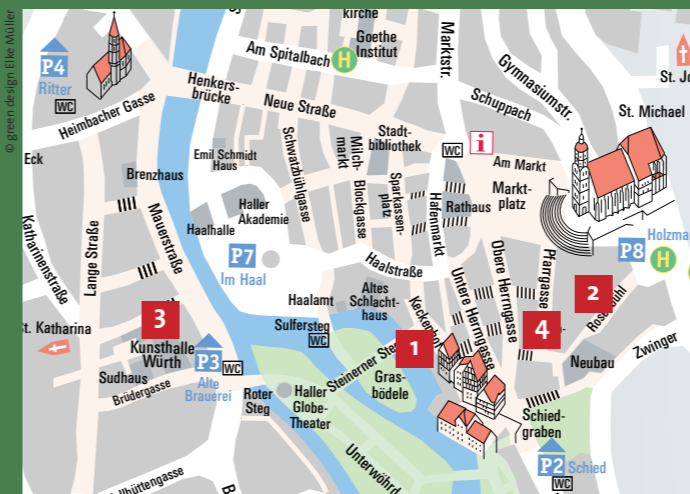 © green design Elke Müller
kirche
Goethe
Institut
Am Spitalbach
H
Marktstr.
Gymnasiumstr.
St. Jo
P4
Ritter
WC
Henkers-
brücke
Neue Straße
Schuppach
St. Michael
Heimbacher Gasse
Stadt-
bibliothek
WC
i
Am Markt
Eck
Emil Schmidt
Haus
Schwatzbühlgasse
Milch-
markt
Blockgasse
Sparkassen-
platz
Hafenmarkt
Brenzhaus
Markt-
platz
Rathaus
Haller
Akademie
Haalhalle
Katharinenstraße
Lange Straße
Mauerstraße
P7
Im Haal
Haalstraße
Untere Herrngasse
Obere Herrngasse
Pfarrgasse
P8
Holzma
H
Haalamt
Altes
Schlacht-
haus
2
3
Sulfersteg
WC
1
4
St. Katharina
Kunsthalle
Würth
P3
WC
Alte
Brauerei
Steinerner Ste
Neubau
Zwinger
Sudhaus
Brüdergasse
Gras-
bödele
Roter
Steg
Haller
Globe-
Theater
Schied-
graben
Unterwöhrd
P2
Schied
WC